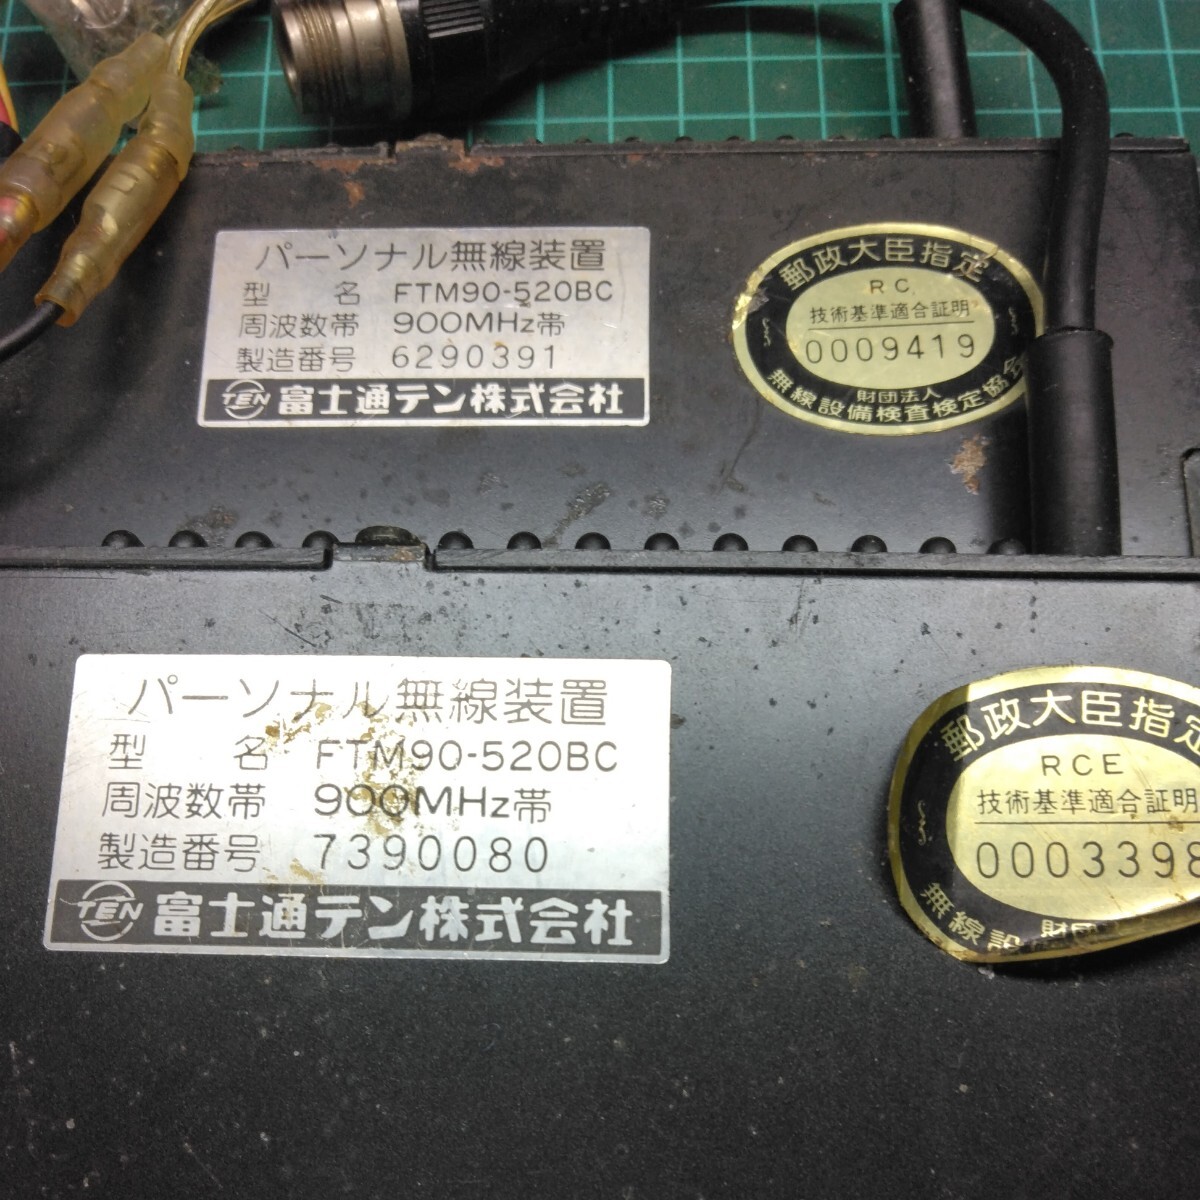 パーソナル無線装置
型 名 FTM90-520BC
周波数帯 900MHz帯
製造番号 6290391
TEN 富士通テン株式会社
郵政大臣指定
RC
技術基準適合証明
0009419
財団法人
無線設備検査検定協会
パーソナル無線装置
型 名 FTM90-520BC
周波数帯 900MHz帯
製造番号 7390080
TEN 富士通テン株式会社
郵政大臣指定
RCE
技術基準適合証明
0003398
財団
無線設